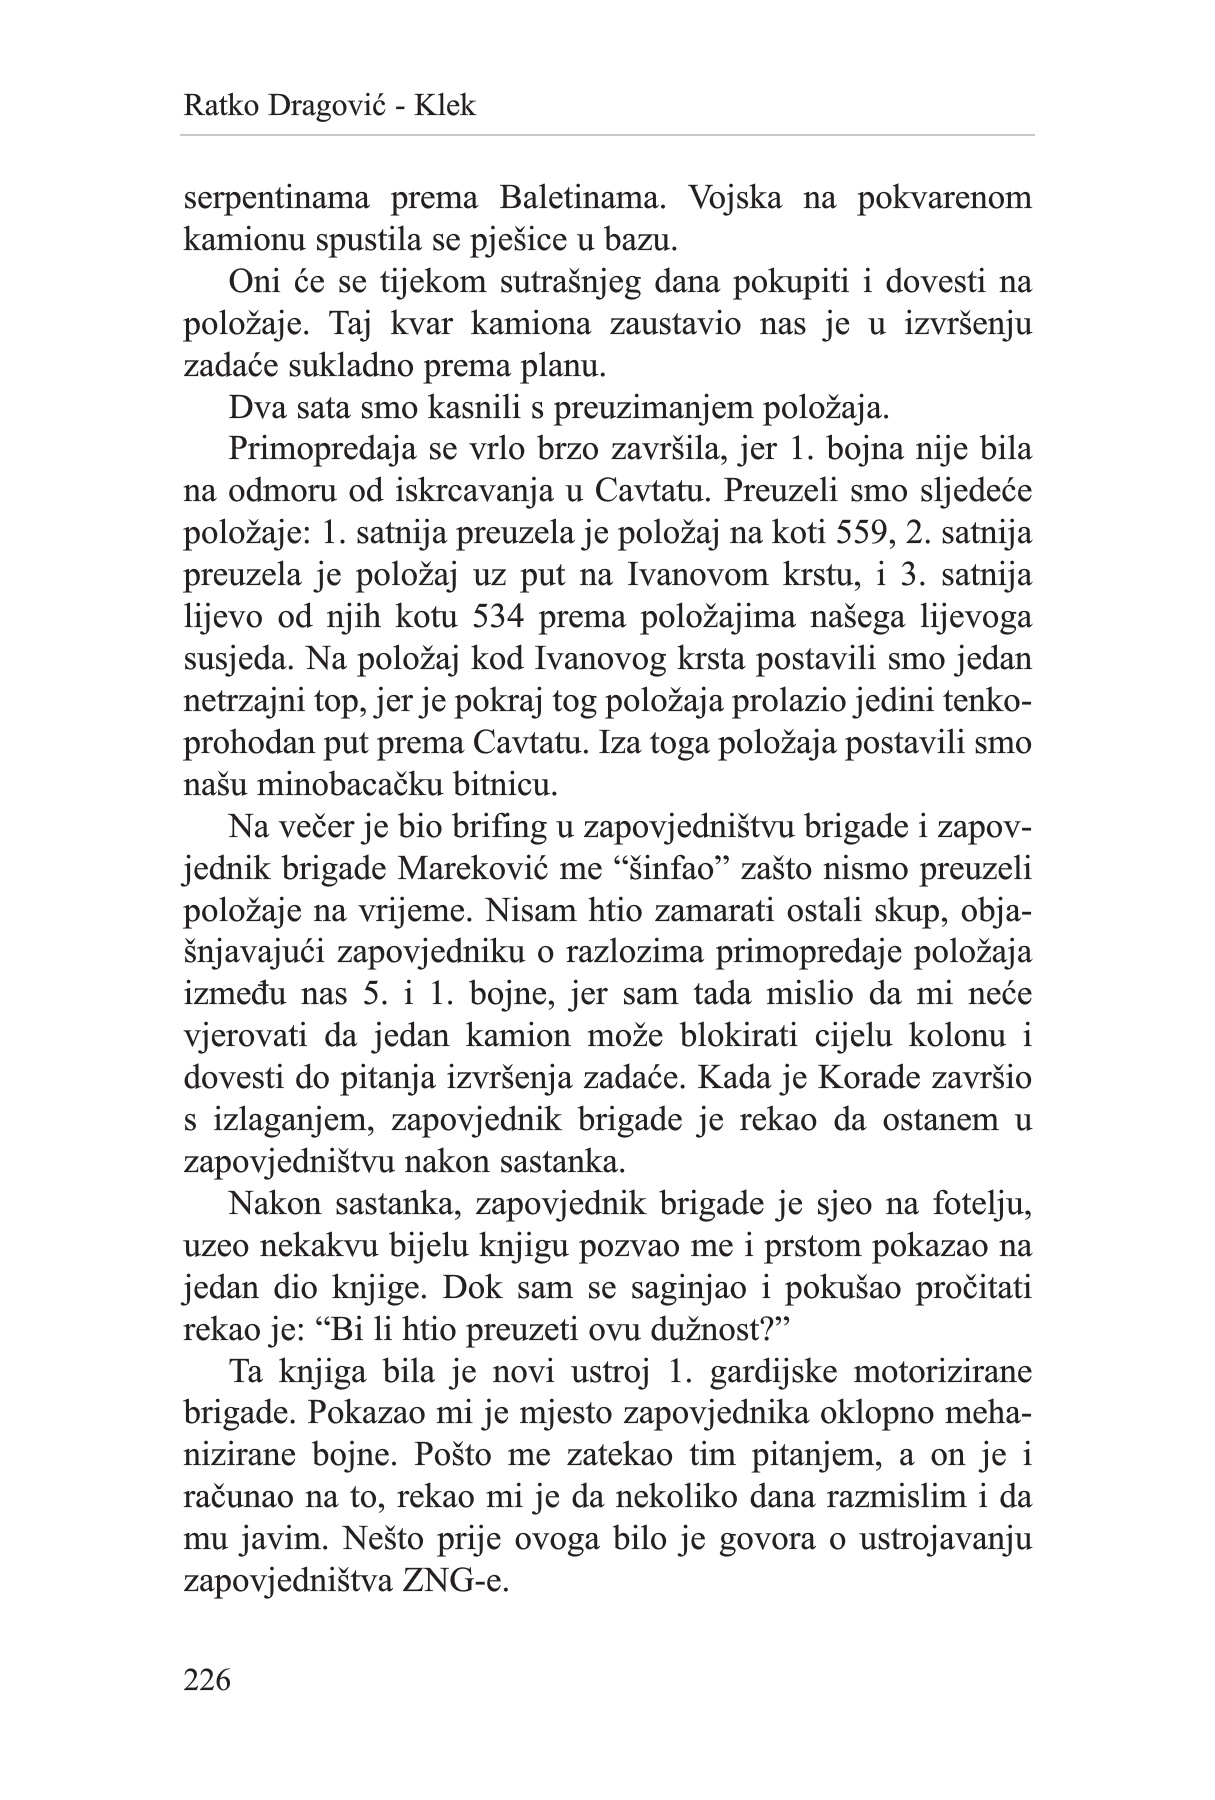 Ratko Dragović - Klek
serpentinama prema Baletinama. Vojska na pokvarenom
kamionu spustila se pješice u bazu.
Oni će se tijekom sutrašnjeg dana pokupiti i dovesti na
položaje. Taj kvar kamiona zaustavio nas je u izvršenju
zadaće sukladno prema planu.
Dva sata smo kasnili s preuzimanjem položaja.
Primopredaja se vrlo brzo završila, jer 1. bojna nije bila
na odmoru od iskrcavanja u Cavtatu. Preuzeli smo sljedeće
položaje: 1. satnija preuzela je položaj na koti 559, 2. satnija
preuzela je položaj uz put na Ivanovom krstu, i 3. satnija
lijevo od njih kotu 534 prema položajima našega lijevoga
susjeda. Na položaj kod Ivanovog krsta postavili smo jedan
netrzajni top, jer je pokraj tog položaja prolazio jedini tenko-
prohodan put prema Cavtatu. Iza toga položaja postavili smo
našu minobacačku bitnicu.
Na večer je bio brifing u zapovjedništvu brigade i zapov-
jednik brigade Mareković me “šinfao” zašto nismo preuzeli
položaje na vrijeme. Nisam htio zamarati ostali skup, obja-
šnjavajući zapovjedniku o razlozima primopredaje položaja
između nas 5. i 1. bojne, jer sam tada mislio da mi neće
vjerovati da jedan kamion može blokirati cijelu kolonu i
dovesti do pitanja izvršenja zadaće. Kada je Korade završio
s izlaganjem, zapovjednik brigade je rekao da ostanem u
zapovjedništvu nakon sastanka.
Nakon sastanka, zapovjednik brigade je sjeo na fotelju,
uzeo nekakvu bijelu knjigu pozvao me i prstom pokazao na
jedan dio knjige. Dok sam se saginjao i pokušao pročitati
rekao je: “Bi li htio preuzeti ovu dužnost?”
Ta knjiga bila je novi ustroj 1. gardijske motorizirane
brigade. Pokazao mi je mjesto zapovjednika oklopno meha-
nizirane bojne. Pošto me zatekao tim pitanjem, a on je i
računao na to, rekao mi je da nekoliko dana razmislim i da
mu javim. Nešto prije ovoga bilo je govora o ustrojavanju
zapovjedništva ZNG-e.
226